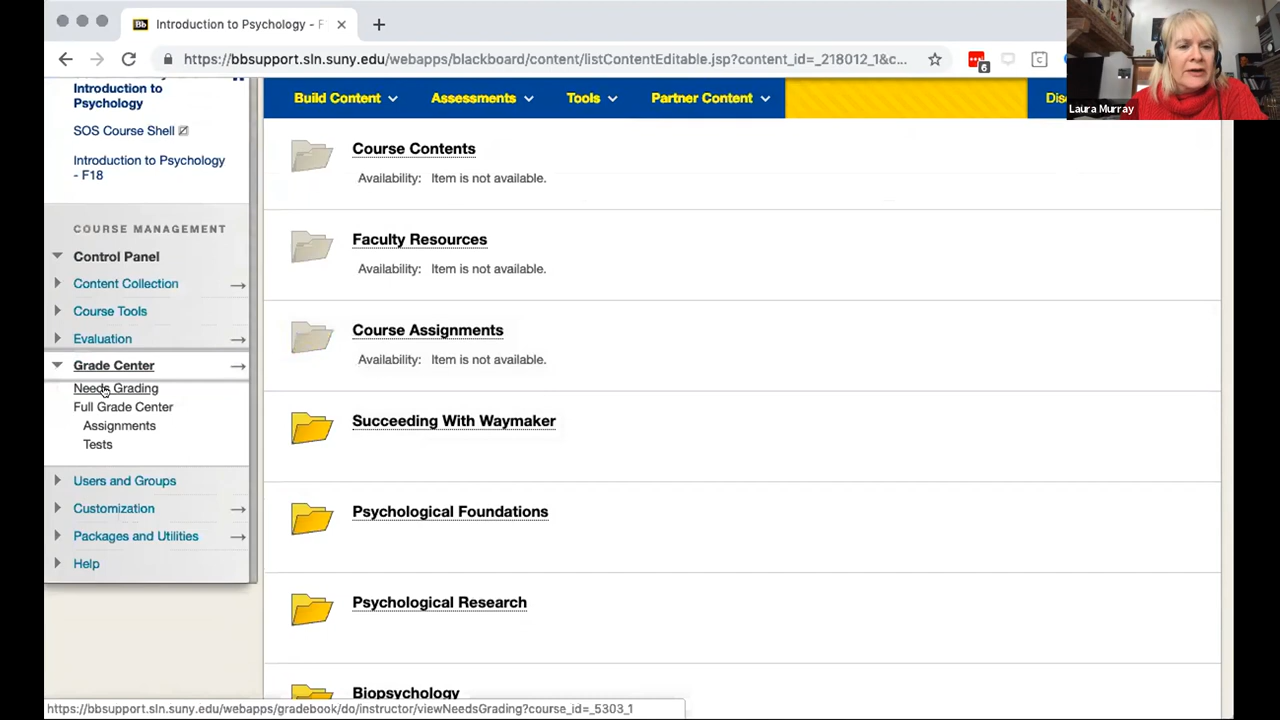 Bb Introduction to Psychology - F
https://bbsupport.sln.suny.edu/webapps/blackboard/content/listContentEditable.jsp?content_id=_218012_1&c...
6
C
Laura Murray
Introduction to
Psychology
SOS Course Shell
Introduction to Psychology
- F18
COURSE MANAGEMENT
Control Panel
Content Collection
Course Tools
Evaluation
Grade Center
Needs Grading
Full Grade Center
Assignments
Tests
Users and Groups
Customization
Packages and Utilities
Help
Build Content
Assessments
Tools
Partner Content
Course Contents
Availability: Item is not available.
Faculty Resources
Availability: Item is not available.
Course Assignments
Availability: Item is not available.
Succeeding With Waymaker
Psychological Foundations
Psychological Research
Biopsychology
https://bbsupport.sln.suny.edu/webapps/gradebook/do/instructor/viewNeedsGrading?course_id=_5303_1